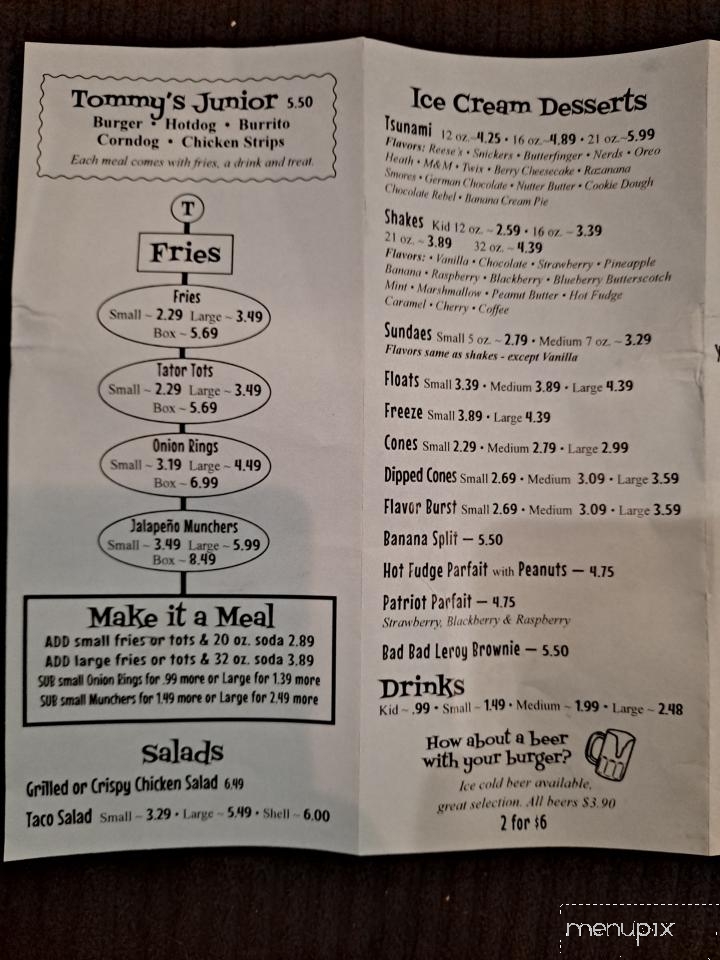 Tommy's Junior 5.50
Burger • Hotdog • Burrito
Corndog • Chicken Strips
Each meal comes with fries, a drink and treat.
T
Fries
Fries
Small ~ 2.29 Large ~ 3.49
Box ~ 5.69
Tator Tots
Small ~ 2.29 Large ~ 3.49
Box ~ 5.69
Onion Rings
Small ~ 3.19 Large ~ 4.49
Box ~ 6.99
Jalapeño Munchers
Small ~ 3.49 Large ~ 5.99
Box ~ 8.49
Make it a Meal
ADD small fries or tots & 20 oz. soda 2.89
ADD large fries or tots & 32 oz. soda 3.89
SUB small Onion Rings for .99 more or Large for 1.39 more
SUB small Munchers for 1.49 more or Large for 2.49 more
Salads
Grilled or Crispy Chicken Salad 6.49
Taco Salad Small ~ 3.29 • Large ~ 5.49 • Shell ~ 6.00
Ice Cream Desserts
Tsunami 12 oz.~4.25 • 16 oz.~4.89 • 21 oz.~5.99
Flavors: Reese's • Snickers • Butterfinger • Nerds • Oreo
Heath • M&M • Twix • Berry Cheesecake • Razanana
Smores • German Chocolate • Nutter Butter • Cookie Dough
Chocolate Rebel • Banana Cream Pie
Shakes Kid 12 oz. ~ 2.59 • 16 oz. ~ 3.39
21 oz. ~ 3.89 32 oz. ~ 4.39
Flavors: • Vanilla • Chocolate • Strawberry • Pineapple
Banana • Raspberry • Blackberry • Blueberry Butterscotch
Mint • Marshmallow • Peanut Butter • Hot Fudge
Caramel • Cherry • Coffee
Sundaes Small 5 oz. ~ 2.79 • Medium 7 oz. ~ 3.29
Flavors same as shakes - except Vanilla
Floats Small 3.39 • Medium 3.89 • Large 4.39
Freeze Small 3.89 • Large 4.39
Cones Small 2.29 • Medium 2.79 • Large 2.99
Dipped Cones Small 2.69 • Medium 3.09 • Large 3.59
Flavor Burst Small 2.69 • Medium 3.09 • Large 3.59
Banana Split — 5.50
Hot Fudge Parfait with Peanuts — 4.75
Patriot Parfait — 4.75
Strawberry, Blackberry & Raspberry
Bad Bad Leroy Brownie — 5.50
Drinks
Kid ~ .99 • Small ~ 1.49 • Medium ~ 1.99 • Large ~ 2.48
How about a beer
with your burger?
Ice cold beer available,
great selection. All beers $3.90
2 for $6
menupix